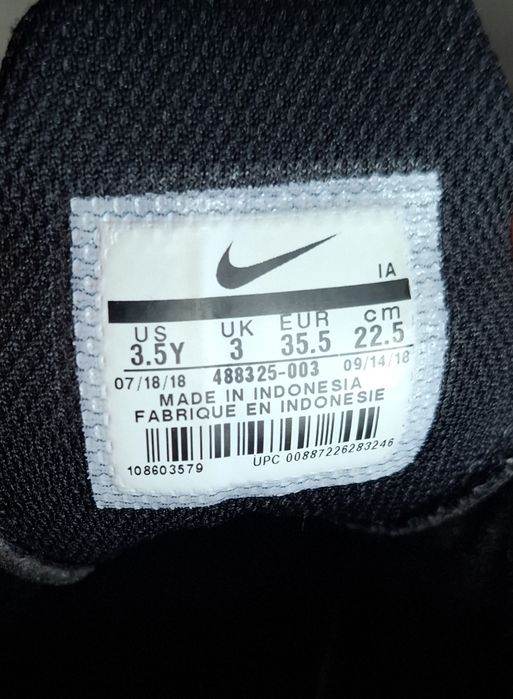 IA
US UK EUR cm
3.5Y 3 35.5 22.5
07/18/18 488325-003 09/14/18
MADE IN INDONESIA
FABRIQUE EN INDONESIE
108603579 UPC 00887226283246